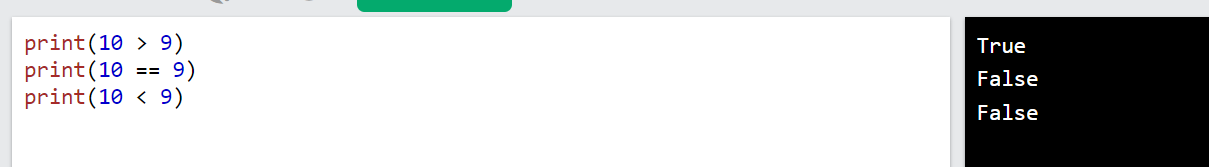 print(10 > 9)
print(10 == 9)
print(10 < 9)
True
False
False